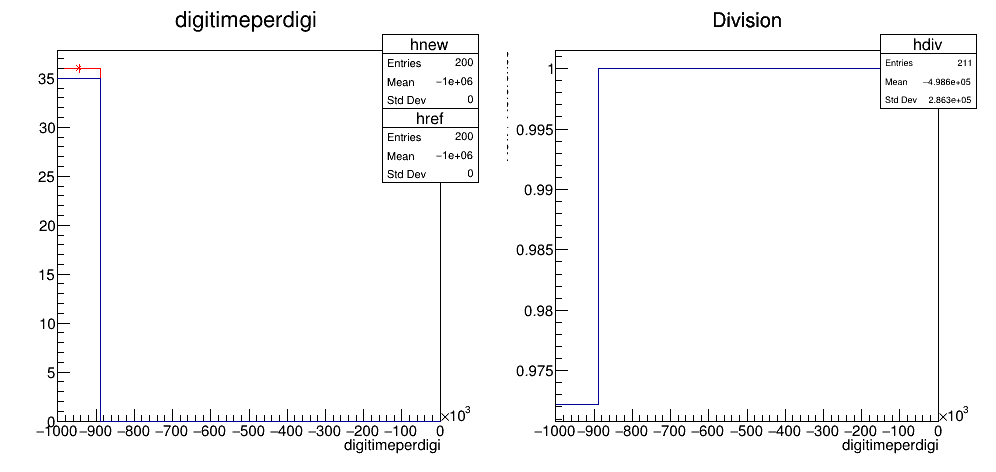 digitimeperdigi
hnew
Entries 200
Mean −1e+06
Std Dev 0
href
Entries 200
Mean −1e+06
Std Dev 0
35
30
25
20
15
10
5
0
−1000 −900 −800 −700 −600 −500 −400 −300 −200 −100 0
×10³
digitimeperdigi
Division
hdiv
Entries 211
Mean −4.986e+05
Std Dev 2.863e+05
1
0.995
0.99
0.985
0.98
0.975
−1000 −900 −800 −700 −600 −500 −400 −300 −200 −100 0
×10³
digitimeperdigi